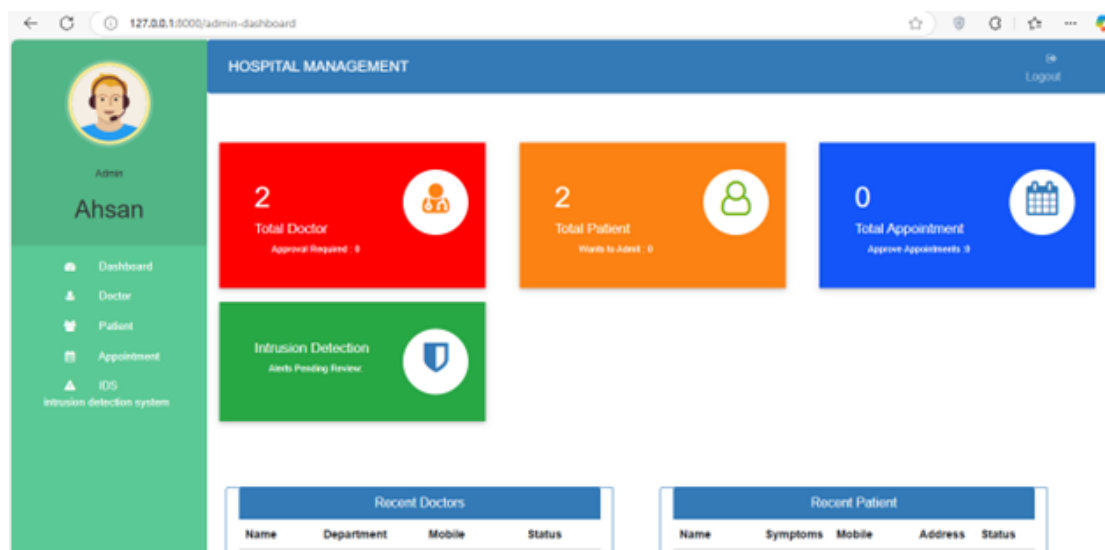 127.0.0.1:8000/admin-dashboard
HOSPITAL MANAGEMENT
Logout
Admin
Ahsan
Dashboard
Doctor
Patient
Appointment
IDS
intrusion detection system
2
Total Doctor
Approval Required : 0
2
Total Patient
Wants to Admit : 0
0
Total Appointment
Approve Appointments :0
Intrusion Detection
Alerts Pending Review:
Recent Doctors
Name Department Mobile Status
Recent Patient
Name Symptoms Mobile Address Status